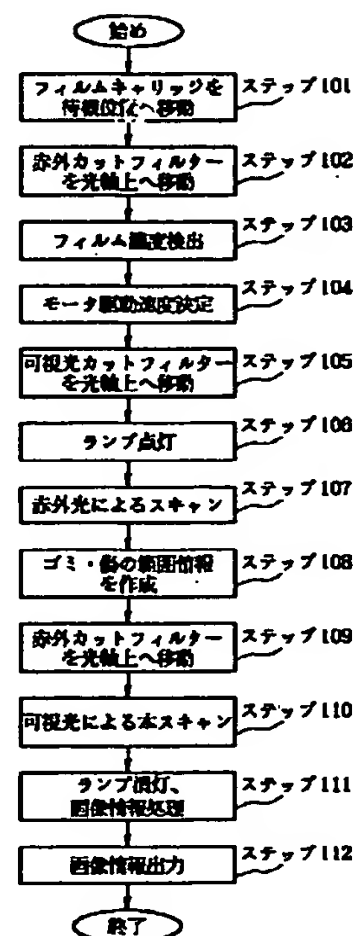 始め
フィルムキャリッジを ステップ101
待機位置へ移動
赤外カットフィルター ステップ102
を光軸上へ移動
フィルム濃度検出 ステップ103
モータ駆動速度決定 ステップ104
可視光カットフィルター ステップ105
を光軸上へ移動
ランプ点灯 ステップ106
赤外光によるスキャン ステップ107
ゴミ・傷の範囲情報 ステップ108
を作成
赤外カットフィルター ステップ109
を光軸上へ移動
可視光による本スキャン ステップ110
ランプ消灯、 ステップ111
画像情報処理
画像情報出力 ステップ112
終了